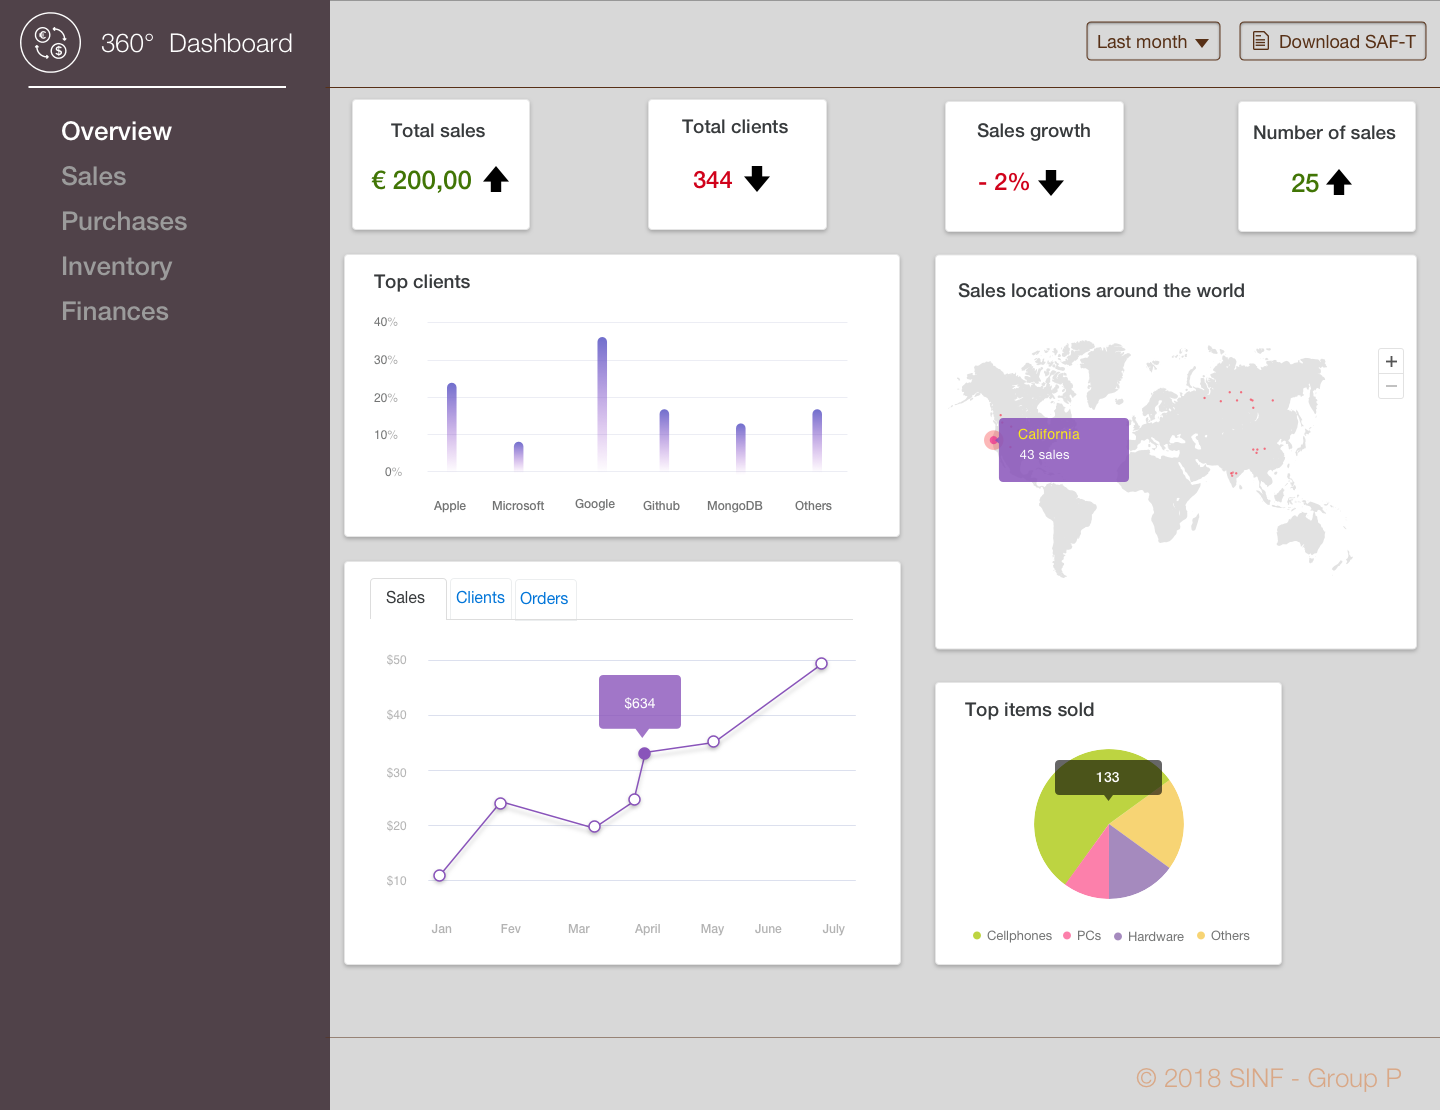 360° Dashboard
Overview
Sales
Purchases
Inventory
Finances
Last month
Download SAF-T
Total sales
€ 200,00
Total clients
344
Sales growth
- 2%
Number of sales
25
Top clients
40%
30%
20%
10%
0%
Apple Microsoft Google Github MongoDB Others
Sales locations around the world
+
−
California
43 sales
Sales Clients Orders
$50
$40
$30
$20
$10
$634
Jan Fev Mar April May June July
Top items sold
133
Cellphones PCs Hardware Others
© 2018 SINF - Group P